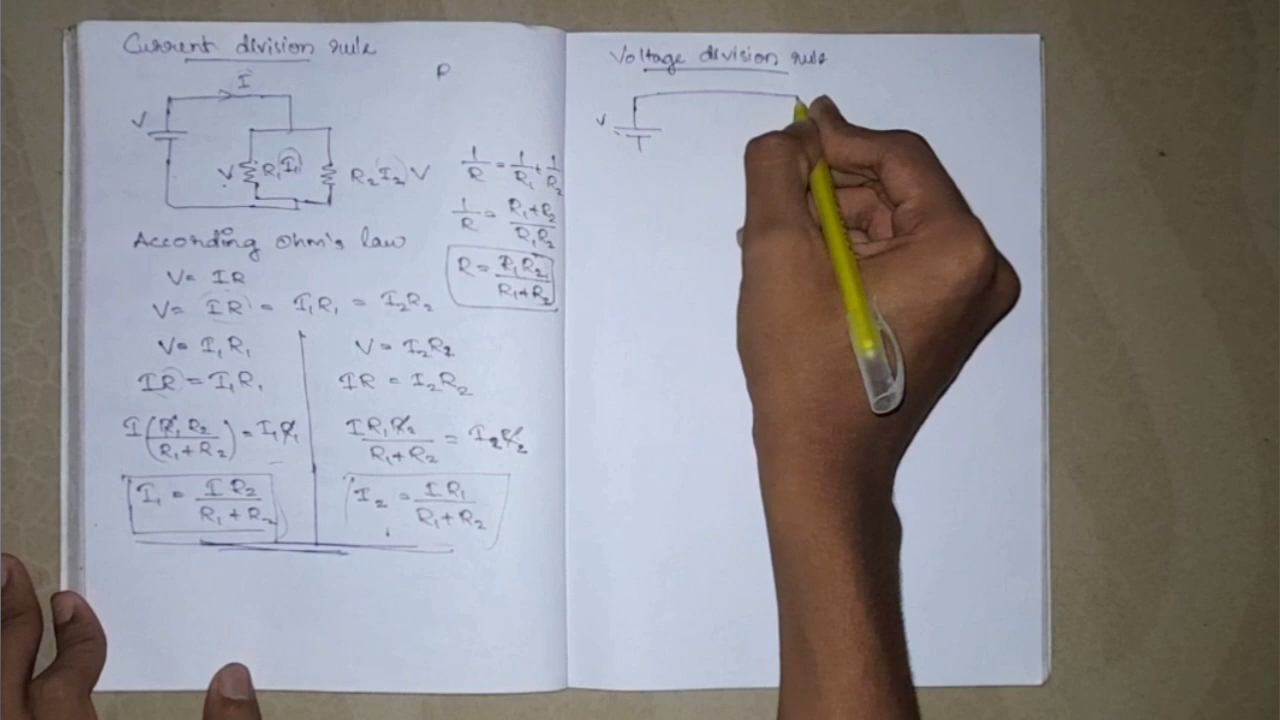 Current division rule
I
V
V R₁ I₁ R₂ I₂ V
According ohm's law
V = IR
V = IR = I₁R₁ = I₂R₂
V = I₁R₁
IR = I₁R₁
I(R₁R₂/R₁+R₂) = I₁R₁
I₁ = I R₂/R₁+R₂
V = I₂R₂
IR = I₂R₂
IR₁R₂/R₁+R₂ = I₂R₂
I₂ = I R₁/R₁+R₂
R
1/R = 1/R₁ + 1/R₂
1/R = R₁+R₂/R₁R₂
R = R₁R₂/R₁+R₂
Voltage division rule
V